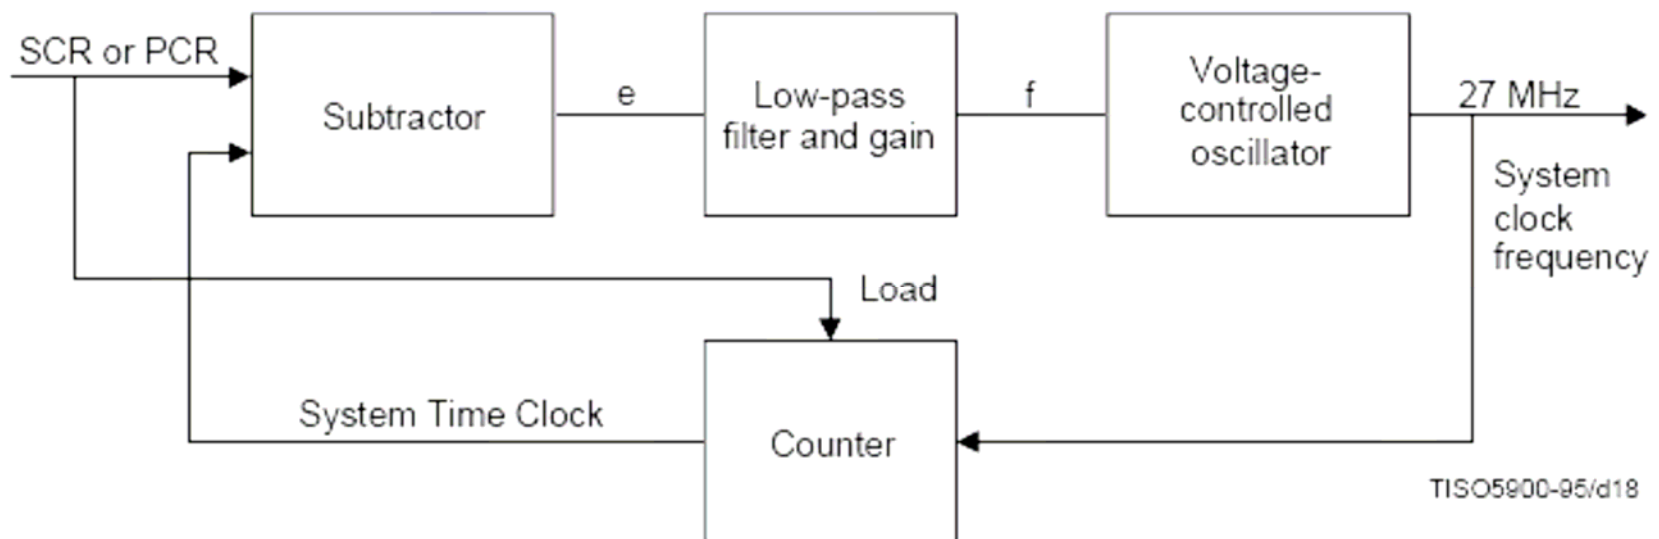 SCR or PCR
Subtractor
e
Low-pass
filter and gain
f
Voltage-
controlled
oscillator
27 MHz
System
clock
frequency
Load
System Time Clock
Counter
TISO5900-95/d18